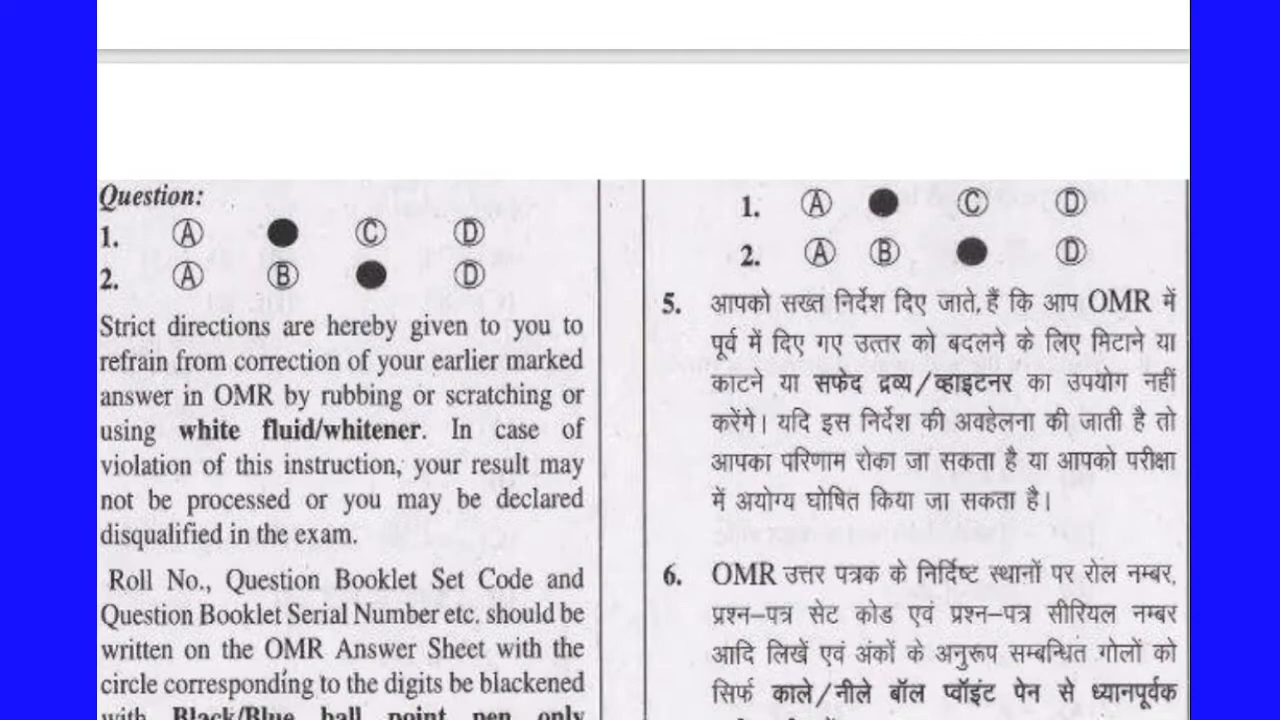 Question:
1. Ⓐ ● Ⓒ Ⓓ
2. Ⓐ Ⓑ ● Ⓓ
Strict directions are hereby given to you to
refrain from correction of your earlier marked
answer in OMR by rubbing or scratching or
using white fluid/whitener. In case of
violation of this instruction, your result may
not be processed or you may be declared
disqualified in the exam.
Roll No., Question Booklet Set Code and
Question Booklet Serial Number etc. should be
written on the OMR Answer Sheet with the
circle corresponding to the digits be blackened
with Black/Blue ball point pen only
1. Ⓐ ● Ⓒ Ⓓ
2. Ⓐ Ⓑ ● Ⓓ
5. आपको सख्त निर्देश दिए जाते हैं कि आप OMR में
पूर्व में दिए गए उत्तर को बदलने के लिए मिटाने या
काटने या सफेद द्रव्य/व्हाइटनर का उपयोग नहीं
करेंगे। यदि इस निर्देश की अवहेलना की जाती है तो
आपका परिणाम रोका जा सकता है या आपको परीक्षा
में अयोग्य घोषित किया जा सकता है।
6. OMR उत्तर पत्रक के निर्दिष्ट स्थानों पर रोल नम्बर,
प्रश्न-पत्र सेट कोड एवं प्रश्न-पत्र सीरियल नम्बर
आदि लिखें एवं अंकों के अनुरूप सम्बन्धित गोलों को
सिर्फ काले/नीले बॉल प्वॉइंट पेन से ध्यानपूर्वक